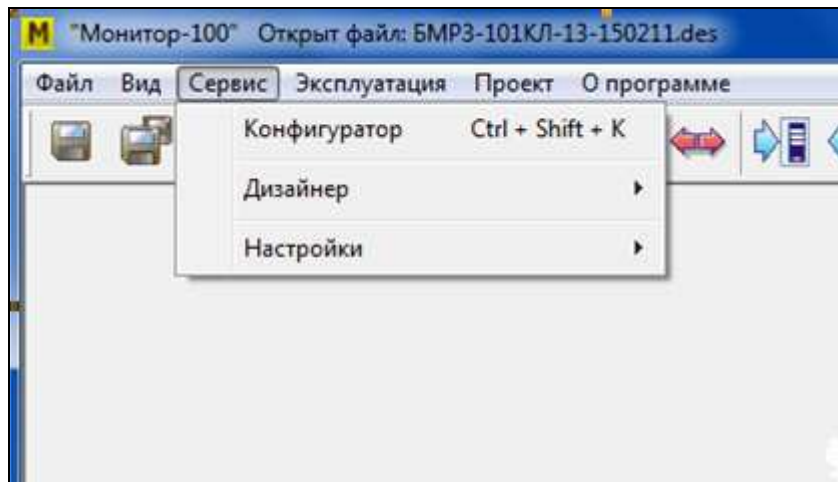 М "Монитор-100" Открыт файл: БМРЗ-101КЛ-13-150211.des
Файл Вид Сервис Эксплуатация Проект О программе
Конфигуратор Ctrl + Shift + K
Дизайнер
Настройки